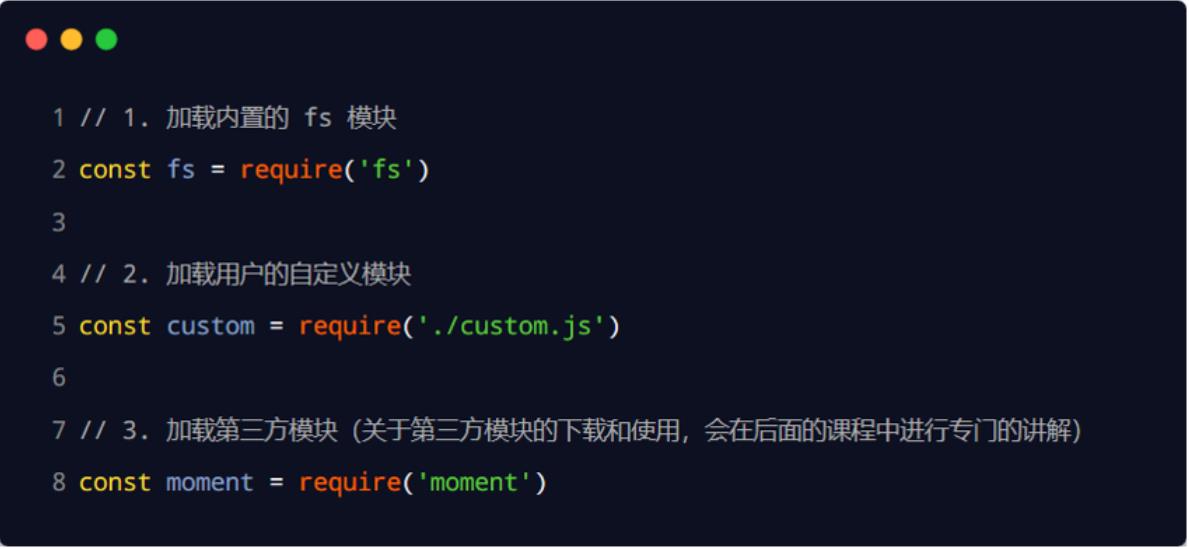 1 // 1. 加载内置的 fs 模块
2 const fs = require('fs')
3
4 // 2. 加载用户的自定义模块
5 const custom = require('./custom.js')
6
7 // 3. 加载第三方模块（关于第三方模块的下载和使用，会在后面的课程中进行专门的讲解）
8 const moment = require('moment')